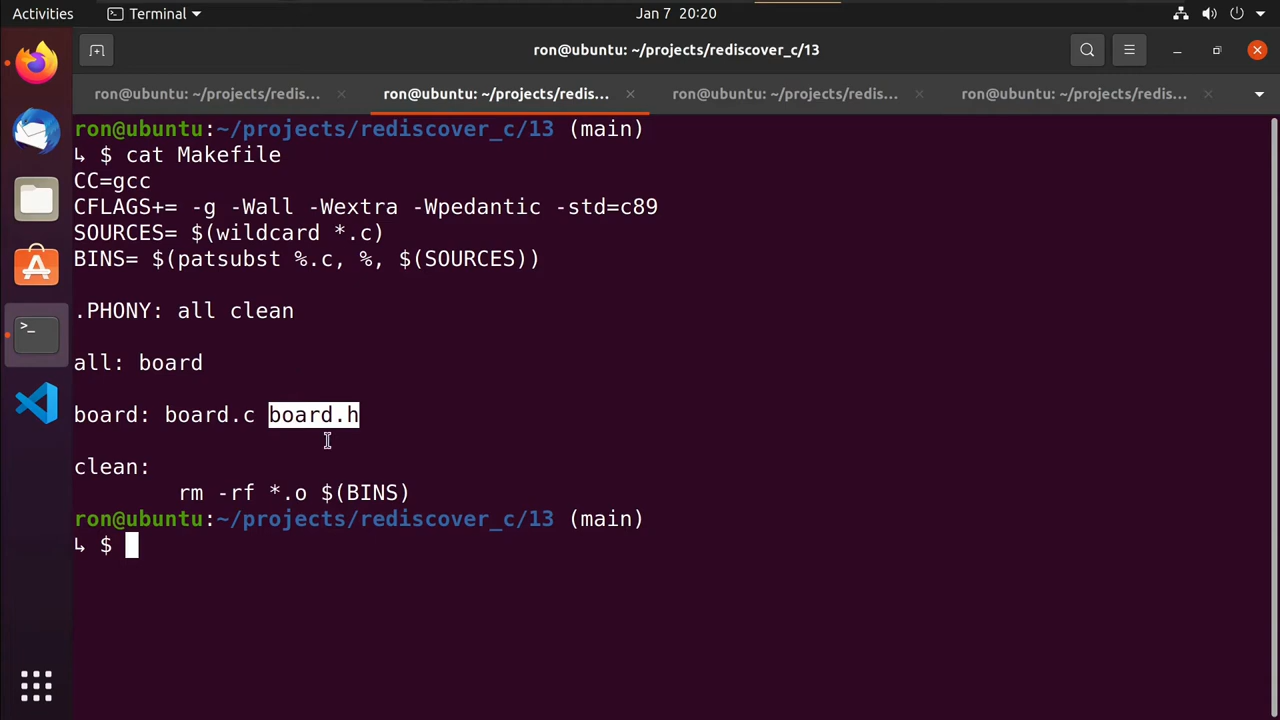 Activities
Terminal
Jan 7 20:20
ron@ubuntu: ~/projects/rediscover_c/13
ron@ubuntu: ~/projects/redis...
ron@ubuntu: ~/projects/redis...
ron@ubuntu: ~/projects/redis...
ron@ubuntu: ~/projects/redis...
ron@ubuntu:~/projects/rediscover_c/13 (main)
↳ $ cat Makefile
CC=gcc
CFLAGS+= -g -Wall -Wextra -Wpedantic -std=c89
SOURCES= $(wildcard *.c)
BINS= $(patsubst %.c, %, $(SOURCES))
.PHONY: all clean
all: board
board: board.c board.h
clean:
rm -rf *.o $(BINS)
ron@ubuntu:~/projects/rediscover_c/13 (main)
↳ $